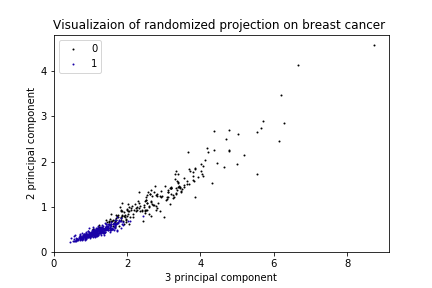 Visualizaion of randomized projection on breast cancer
0
1
2 principal component
4
3
2
1
0
0 2 4 6 8
3 principal component